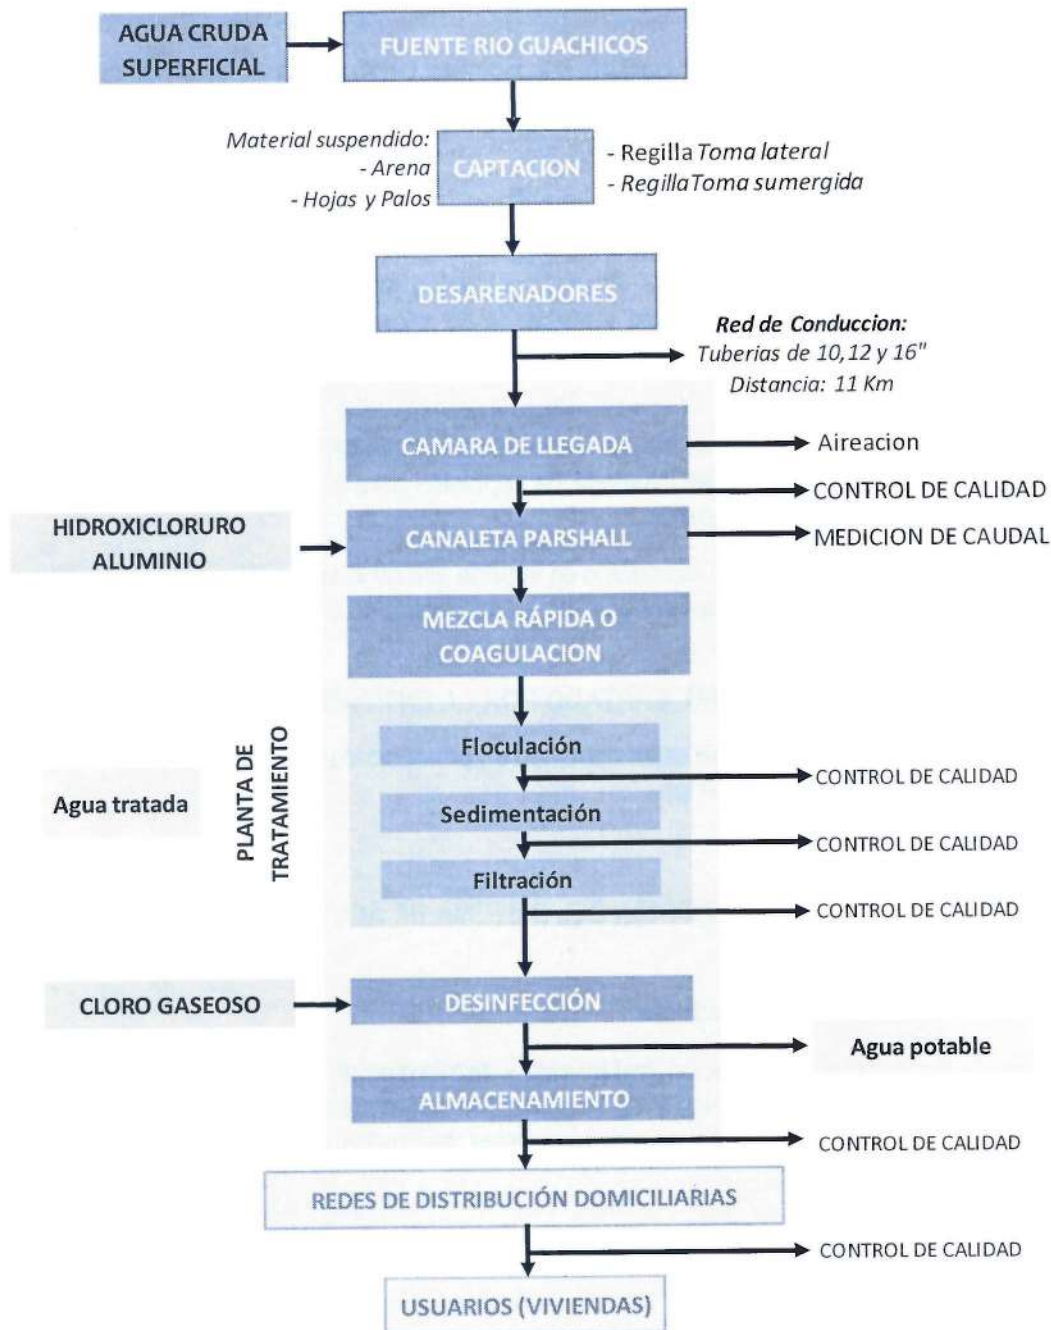 AGUA CRUDA
SUPERFICIAL
FUENTE RIO GUACHICOS
Material suspendido:
- Arena
- Hojas y Palos
CAPTACION
- Regilla Toma lateral
- Regilla Toma sumergida
DESARENADORES
Red de Conduccion:
Tuberias de 10, 12 y 16"
Distancia: 11 Km
CAMARA DE LLEGADA
Aireacion
CONTROL DE CALIDAD
HIDROXICLORURO
ALUMINIO
CANALETA PARSHALL
MEDICION DE CAUDAL
MEZCLA RÁPIDA O
COAGULACION
Floculación
CONTROL DE CALIDAD
Agua tratada
PLANTA DE
TRATAMIENTO
Sedimentación
CONTROL DE CALIDAD
Filtración
CONTROL DE CALIDAD
CLORO GASEOSO
DESINFECCIÓN
Agua potable
ALMACENAMIENTO
CONTROL DE CALIDAD
REDES DE DISTRIBUCIÓN DOMICILIARIAS
CONTROL DE CALIDAD
USUARIOS (VIVIENDAS)